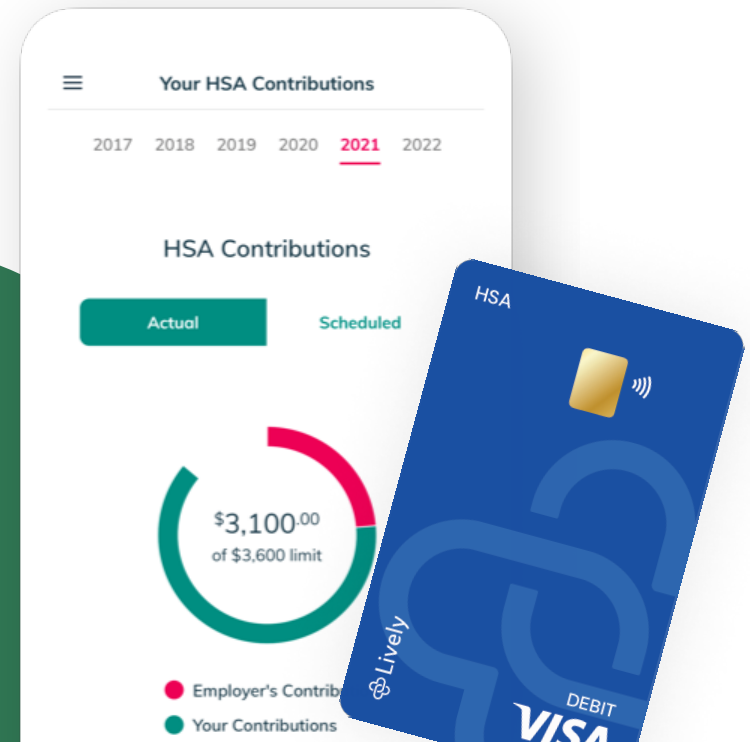 Your HSA Contributions
2017 2018 2019 2020 2021 2022
HSA Contributions
Actual Scheduled
$3,100.00
of $3,600 limit
Employer's
Your Contributions
HSA
Lively
DEBIT
VISA